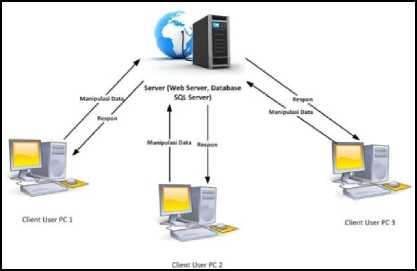 Server (Web Server, Database
SQL Server)
Manipulasi Data
Respon
Manipulasi Data
Respon
Respon
Manipulasi Data
Client User PC 1
Client User PC 2
Client User PC 3